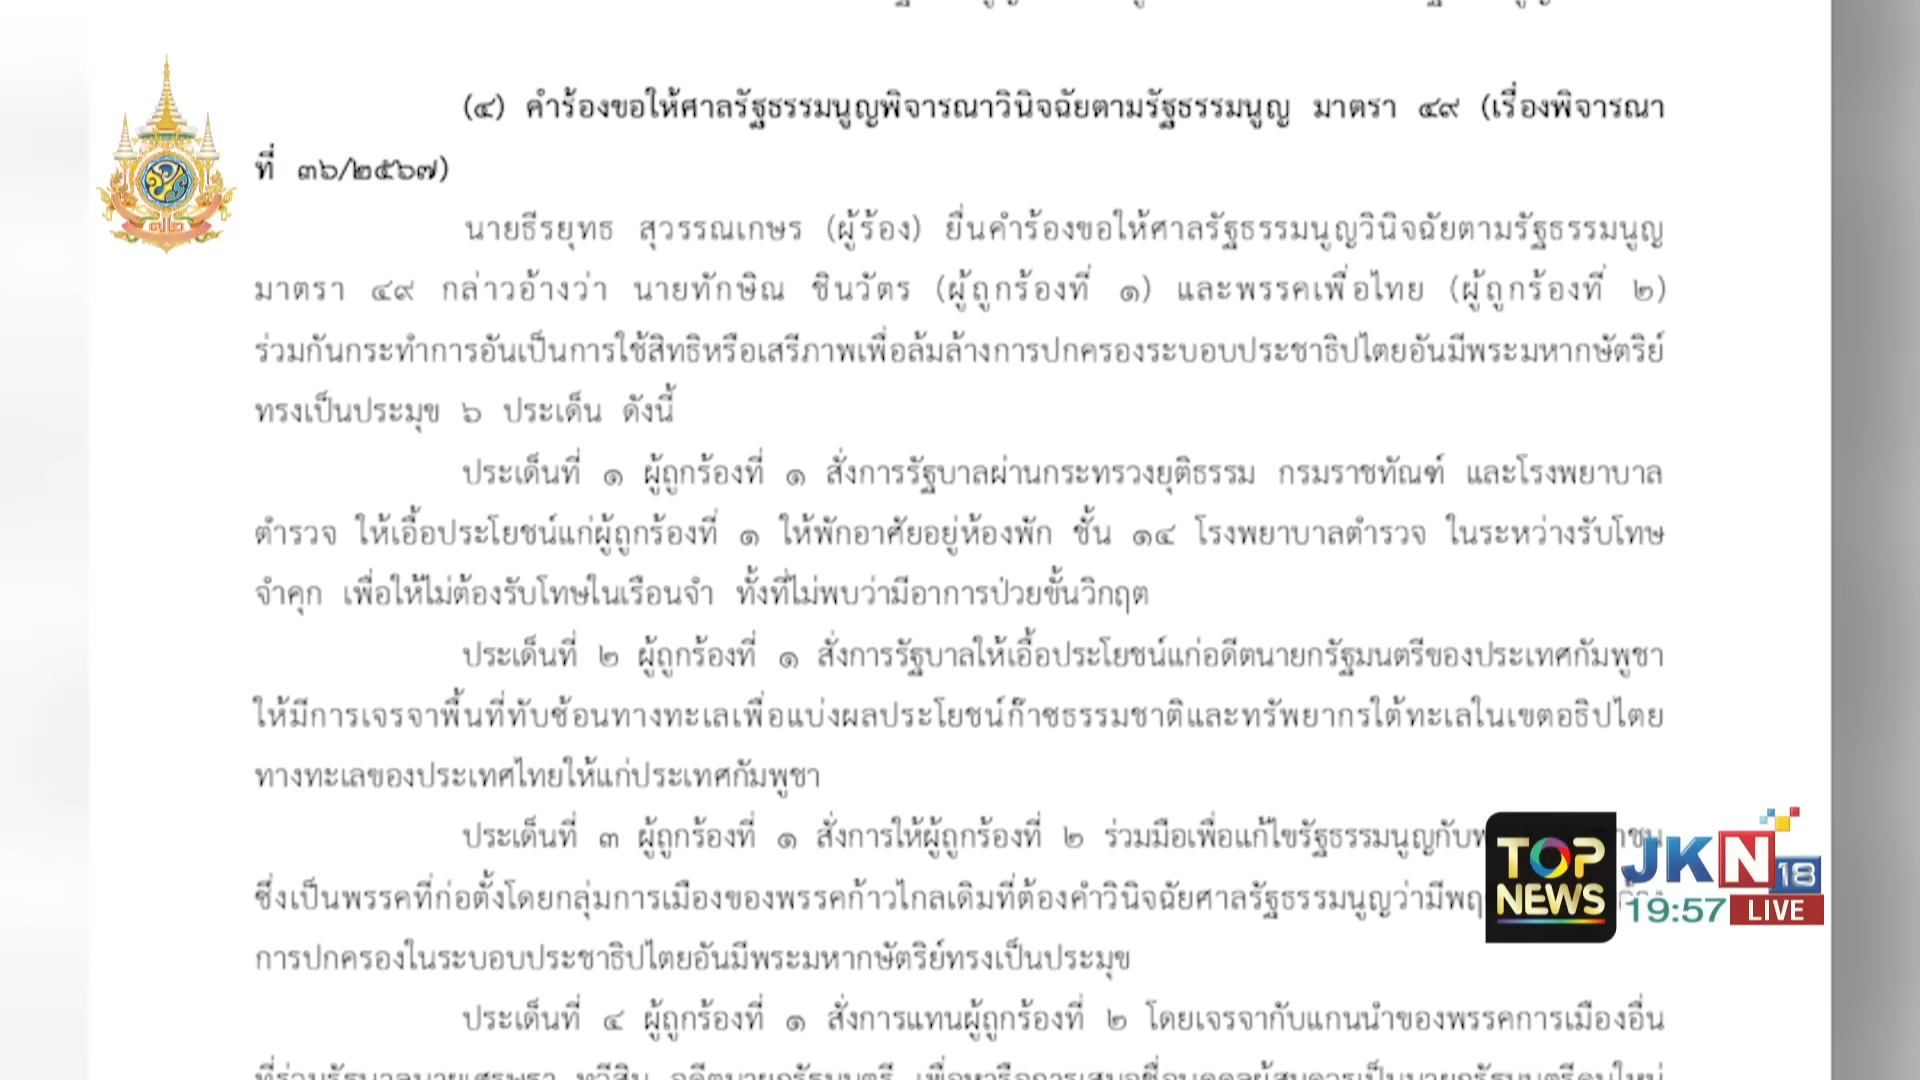 (๔) คำร้องขอให้ศาลรัฐธรรมนูญพิจารณาวินิจฉัยตามรัฐธรรมนูญ มาตรา ๔๙ (เรื่องพิจารณา
ที่ ๓๖/๒๕๖๗)
นายธีรยุทธ สุวรรณเกษร (ผู้ร้อง) ยื่นคำร้องขอให้ศาลรัฐธรรมนูญวินิจฉัยตามรัฐธรรมนูญ
มาตรา ๔๙ กล่าวอ้างว่า นายทักษิณ ชินวัตร (ผู้ถูกร้องที่ ๑) และพรรคเพื่อไทย (ผู้ถูกร้องที่ ๒)
ร่วมกันกระทำการอันเป็นการใช้สิทธิหรือเสรีภาพเพื่อล้มล้างการปกครองระบอบประชาธิปไตยอันมีพระมหากษัตริย์
ทรงเป็นประมุข ๖ ประเด็น ดังนี้
ประเด็นที่ ๑ ผู้ถูกร้องที่ ๑ สั่งการรัฐบาลผ่านกระทรวงยุติธรรม กรมราชทัณฑ์ และโรงพยาบาล
ตำรวจ ให้เอื้อประโยชน์แก่ผู้ถูกร้องที่ ๑ ให้พักอาศัยอยู่ห้องพัก ชั้น ๑๔ โรงพยาบาลตำรวจ ในระหว่างรับโทษ
จำคุก เพื่อให้ไม่ต้องรับโทษในเรือนจำ ทั้งที่ไม่พบว่ามีอาการป่วยขั้นวิกฤต
ประเด็นที่ ๒ ผู้ถูกร้องที่ ๑ สั่งการรัฐบาลให้เอื้อประโยชน์แก่อดีตนายกรัฐมนตรีของประเทศกัมพูชา
ให้มีการเจรจาพื้นที่ทับซ้อนทางทะเลเพื่อแบ่งผลประโยชน์ก๊าซธรรมชาติและทรัพยากรใต้ทะเลในเขตอธิปไตย
ทางทะเลของประเทศไทยให้แก่ประเทศกัมพูชา
ประเด็นที่ ๓ ผู้ถูกร้องที่ ๑ สั่งการให้ผู้ถูกร้องที่ ๒ ร่วมมือเพื่อแก้ไขรัฐธรรมนูญกับ
ซึ่งเป็นพรรคที่ก่อตั้งโดยกลุ่มการเมืองของพรรคก้าวไกลเดิมที่ต้องคำวินิจฉัยศาลรัฐธรรมนูญว่ามี
การปกครองในระบอบประชาธิปไตยอันมีพระมหากษัตริย์ทรงเป็นประมุข
ประเด็นที่ ๔ ผู้ถูกร้องที่ ๑ สั่งการแทนผู้ถูกร้องที่ ๒ โดยเจรจากับแกนนำของพรรคการเมืองอื่น
TOP NEWS
JKN 18
19:57 LIVE